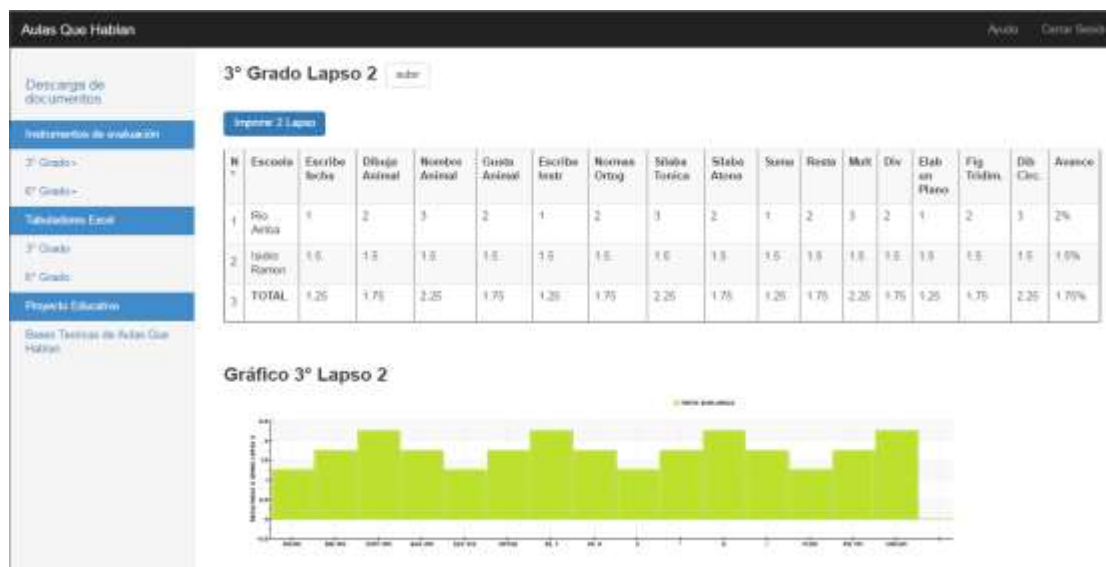 Aulas Que Hablan
Ayuda Cerrar Sesión
Descarga de
documentos
Instrumentos de evaluación
3° Grado
6° Grado
Tabuladores Excel
3° Grado
6° Grado
Proyecto Educativo
Bases Teoricas de Aulas Que
Hablan
3° Grado Lapso 2 subir
Imprimir 2 Lapso
N° Escuela Escribe fecha Dibuja Animal Nombre Animal Gusta Animal Escribe Instr Normas Ortog Silaba Tonica Silaba Atona Suma Resta Mult Div Elab un Plano Fig Tridim. Dib Circ. Avance
1 Rio Arriba 1 2 3 2 1 2 3 2 1 2 3 2 1 2 3 2%
2 Isidro Ramon 1.5 1.5 1.5 1.5 1.5 1.5 1.5 1.5 1.5 1.5 1.5 1.5 1.5 1.5 1.5 1.5%
3 TOTAL 1.25 1.75 2.25 1.75 1.25 1.75 2.25 1.75 1.25 1.75 2.25 1.75 1.25 1.75 2.25 1.75%
Gráfico 3° Lapso 2